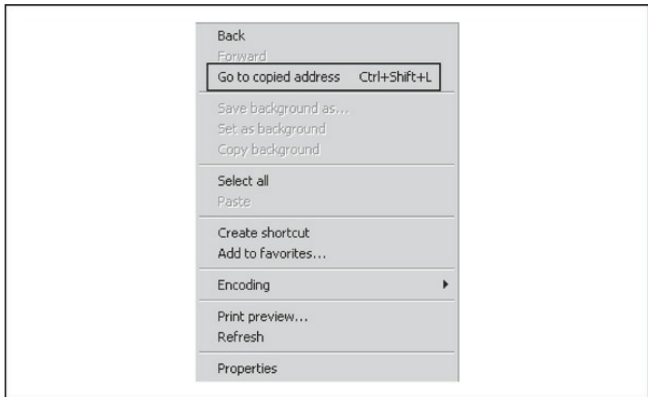 Back
Forward
Go to copied address Ctrl+Shift+L
Save background as...
Set as background
Copy background
Select all
Paste
Create shortcut
Add to favorites...
Encoding
Print preview...
Refresh
Properties